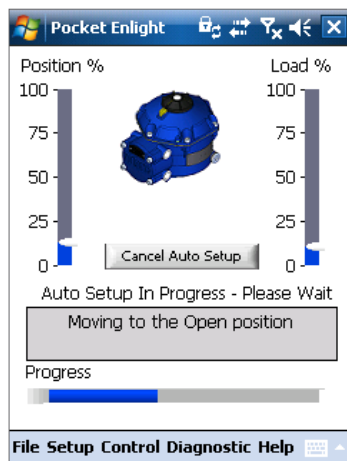 Pocket Enlight
Position %
Load %
100
100
75
75
50
50
25
25
0
0
Cancel Auto Setup
Auto Setup In Progress - Please Wait
Moving to the Open position
Progress
File Setup Control Diagnostic Help